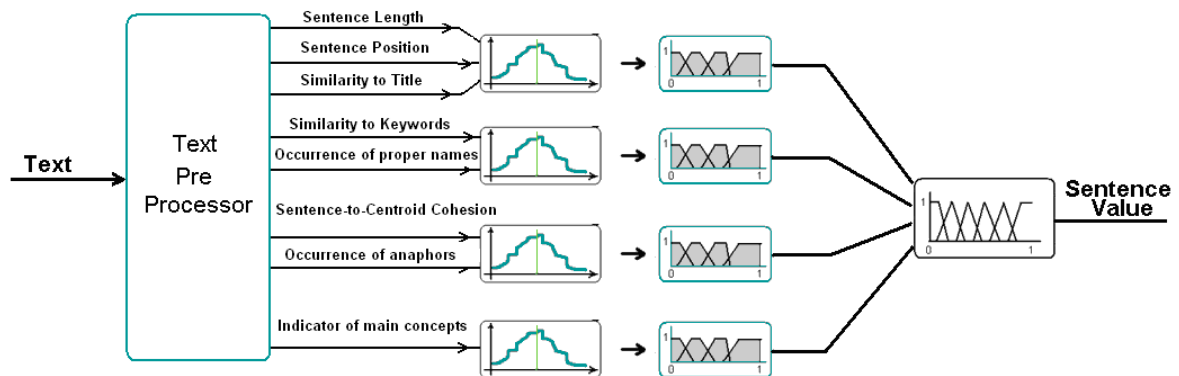 Text
Text
Pre
Processor
Sentence Length
Sentence Position
Similarity to Title
Similarity to Keywords
Occurrence of proper names
Sentence-to-Centroid Cohesion
Occurrence of anaphors
Indicator of main concepts
1
0 1
1
0 1
1
0 1
1
0 1
1
0 1
Sentence
Value